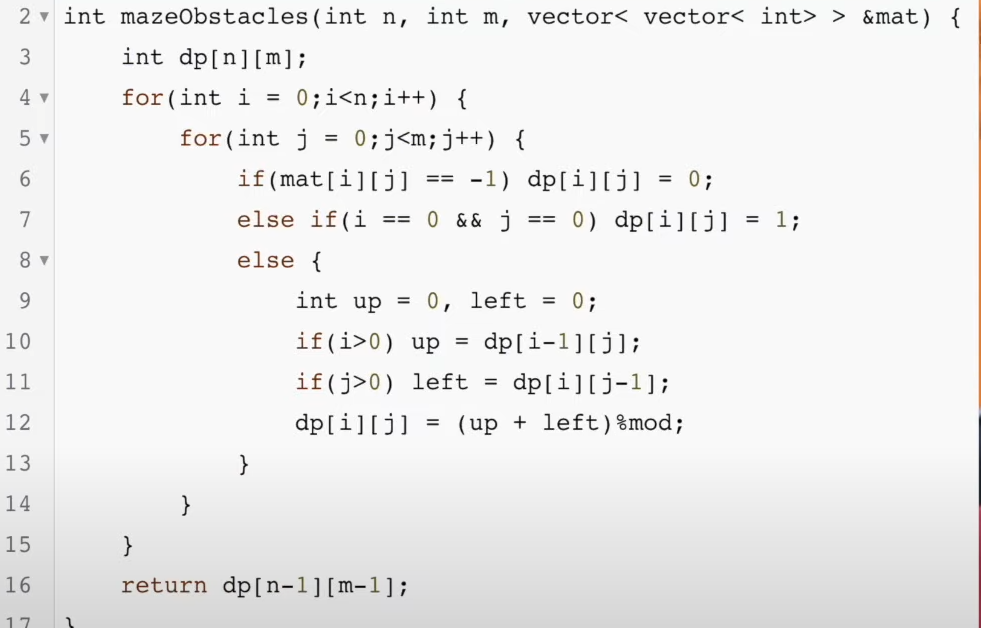 2 int mazeObstacles(int n, int m, vector< vector< int> > &mat) {
3 int dp[n][m];
4 for(int i = 0;i<n;i++) {
5 for(int j = 0;j<m;j++) {
6 if(mat[i][j] == -1) dp[i][j] = 0;
7 else if(i == 0 && j == 0) dp[i][j] = 1;
8 else {
9 int up = 0, left = 0;
10 if(i>0) up = dp[i-1][j];
11 if(j>0) left = dp[i][j-1];
12 dp[i][j] = (up + left)%mod;
13 }
14 }
15 }
16 return dp[n-1][m-1];
17 }